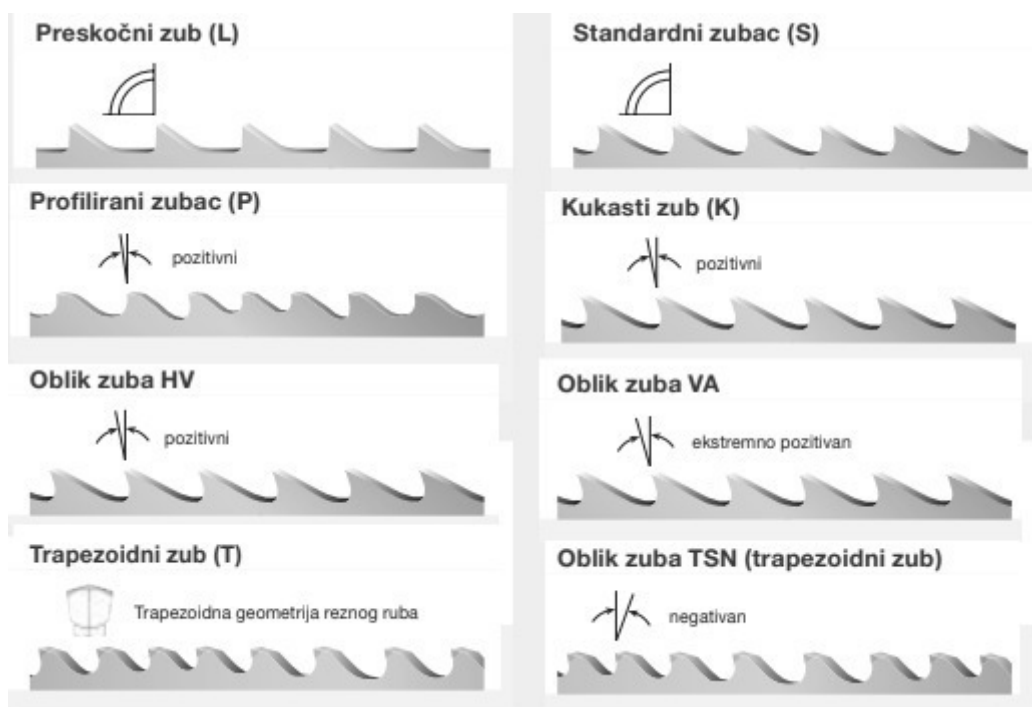 Preskočni zub (L)
Standardni zubac (S)
Profilirani zubac (P)
pozitivni
Kukasti zub (K)
pozitivni
Oblik zuba HV
pozitivni
Oblik zuba VA
ekstremno pozitivan
Trapezoidni zub (T)
Trapezoidna geometrija reznog ruba
Oblik zuba TSN (trapezoidni zub)
negativan